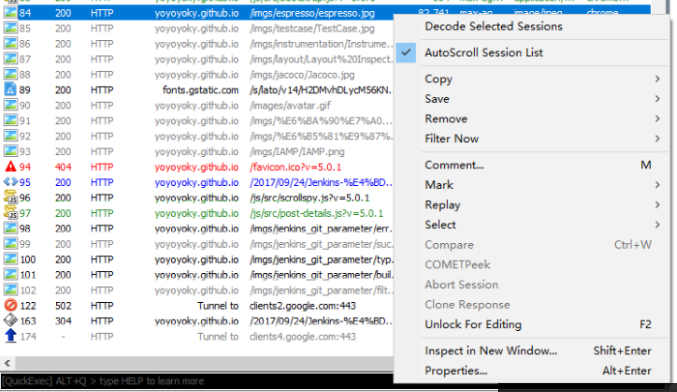 84 200 HTTP yoyoyoky.github.io /imgs/espresso/espresso.jpg 83,741 max-ag... image/jpeg chrome...
85 200 HTTP yoyoyoky.github.io /imgs/testcase/TestCase.jpg
86 200 HTTP yoyoyoky.github.io /imgs/instrumentation/Instrume...
87 200 HTTP yoyoyoky.github.io /imgs/layout/Layout%20Inspect...
88 200 HTTP yoyoyoky.github.io /imgs/jacoco/Jacoco.jpg
89 200 HTTP fonts.gstatic.com /s/lato/v14/H2DMvhDLycM56KN...
90 200 HTTP yoyoyoky.github.io /images/avatar.gif
91 200 HTTP yoyoyoky.github.io /imgs/%E6%8A%90%E7%A0...
92 200 HTTP yoyoyoky.github.io /imgs/%E6%B5%81%E9%87%...
93 200 HTTP yoyoyoky.github.io /imgs/IAMP/IAMP.png
94 404 HTTP yoyoyoky.github.io /favicon.ico?v=5.0.1
95 200 HTTP yoyoyoky.github.io /2017/09/24/Jenkins-%E4%BD...
96 200 HTTP yoyoyoky.github.io /js/src/scrollspy.js?v=5.0.1
97 200 HTTP yoyoyoky.github.io /js/src/post-details.js?v=5.0.1
98 200 HTTP yoyoyoky.github.io /imgs/jenkins_git_parameter/err...
99 200 HTTP yoyoyoky.github.io /imgs/jenkins_git_parameter/suc...
100 200 HTTP yoyoyoky.github.io /imgs/jenkins_git_parameter/typ...
101 200 HTTP yoyoyoky.github.io /imgs/jenkins_git_parameter/buil...
102 200 HTTP yoyoyoky.github.io /imgs/jenkins_git_parameter/filt...
122 502 HTTP Tunnel to clients2.google.com:443
163 304 HTTP yoyoyoky.github.io /2017/09/24/Jenkins-%E4%BD...
174 - HTTP Tunnel to clients4.google.com:443
[QuickExec] ALT+Q > type HELP to learn more
Decode Selected Sessions
AutoScroll Session List
Copy
Save
Remove
Filter Now
Comment... M
Mark
Replay
Select
Compare Ctrl+W
COMETPeek
Abort Session
Clone Response
Unlock For Editing F2
Inspect in New Window... Shift+Enter
Properties... Alt+Enter